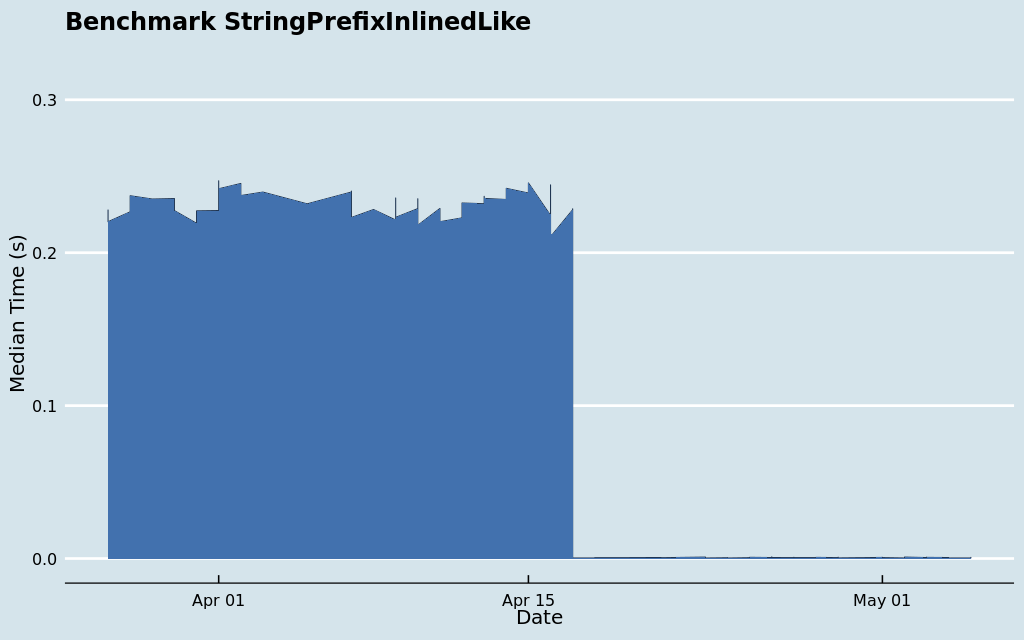 Benchmark StringPrefixInlinedLike
0.3
0.2
0.1
0.0
Median Time (s)
Apr 01
Apr 15
May 01
Date